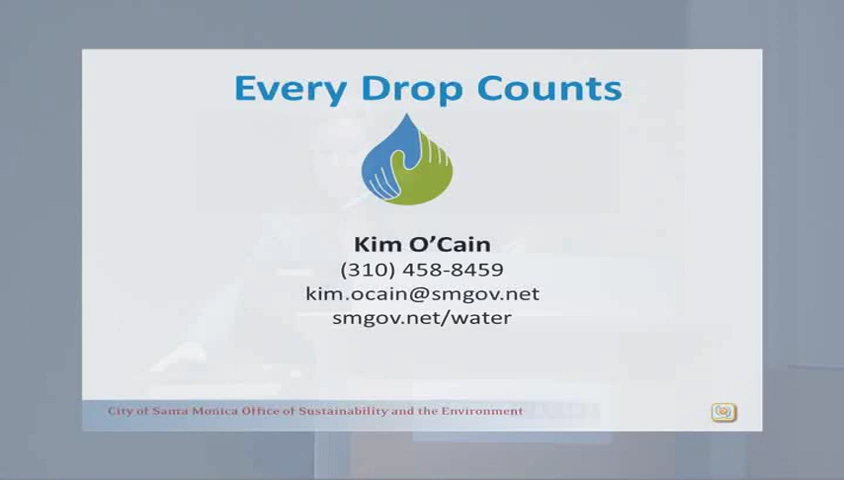 Every Drop Counts
Kim O'Cain
(310) 458-8459
kim.ocain@smgov.net
smgov.net/water
City of Santa Monica Office of Sustainability and the Environment